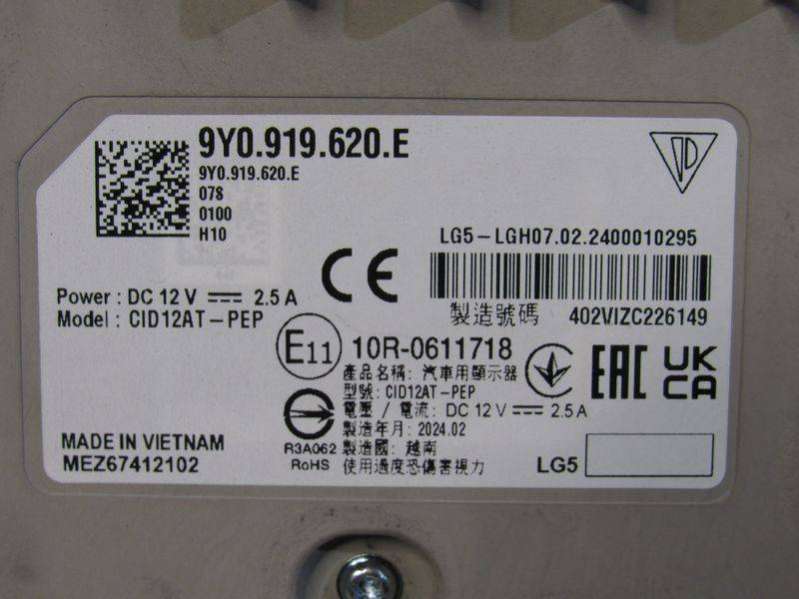 9Y0.919.620.E
9Y0.919.620.E
078
0100
H10
LG5-LGH07.02.2400010295
製造號碼 402VIZC226149
Power : DC 12 V 2.5 A
Model : CID12AT-PEP
CE
E11 10R-0611718
EAC UK CA
產品名稱: 汽車用顯示器
型號: CID12AT-PEP
電壓 / 電流: DC 12 V 2.5 A
製造年月: 2024.02
製造國: 越南
使用過度恐傷害視力
R3A062
RoHS
MADE IN VIETNAM
MEZ67412102
LG5